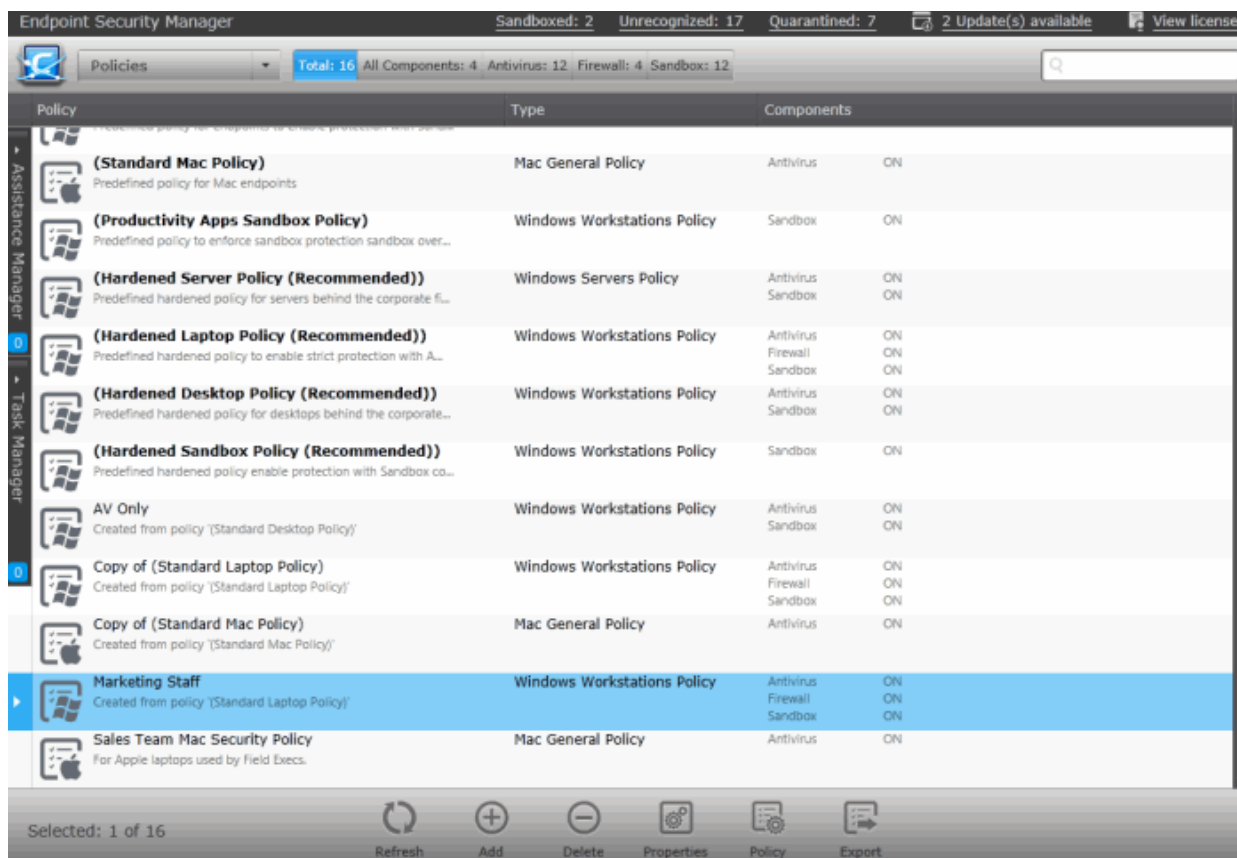 Endpoint Security Manager Sandboxed: 2 Unrecognized: 17 Quarantined: 7 2 Update(s) available View license
Policies Total: 16 All Components: 4 Antivirus: 12 Firewall: 4 Sandbox: 12
Policy Type Components
Predefined policy for endpoints to enable protection with
(Standard Mac Policy) Mac General Policy Antivirus ON
Predefined policy for Mac endpoints
(Productivity Apps Sandbox Policy) Windows Workstations Policy Sandbox ON
Predefined policy to enforce sandbox protection sandbox over...
(Hardened Server Policy (Recommended)) Windows Servers Policy Antivirus ON
Predefined hardened policy for servers behind the corporate fi... Sandbox ON
(Hardened Laptop Policy (Recommended)) Windows Workstations Policy Antivirus ON
Predefined hardened policy to enable strict protection with A... Firewall ON
Sandbox ON
(Hardened Desktop Policy (Recommended)) Windows Workstations Policy Antivirus ON
Predefined hardened policy for desktops behind the corporate... Sandbox ON
(Hardened Sandbox Policy (Recommended)) Windows Workstations Policy Sandbox ON
Predefined hardened policy enable protection with Sandbox co...
AV Only Windows Workstations Policy Antivirus ON
Created from policy '(Standard Desktop Policy)' Sandbox ON
Copy of (Standard Laptop Policy) Windows Workstations Policy Antivirus ON
Created from policy '(Standard Laptop Policy)' Firewall ON
Sandbox ON
Copy of (Standard Mac Policy) Mac General Policy Antivirus ON
Created from policy '(Standard Mac Policy)'
Marketing Staff Windows Workstations Policy Antivirus ON
Created from policy '(Standard Laptop Policy)' Firewall ON
Sandbox ON
Sales Team Mac Security Policy Mac General Policy Antivirus ON
For Apple laptops used by Field Execs.
Assistance Manager
0
Task Manager
0
Selected: 1 of 16
Refresh Add Delete Properties Policy Export